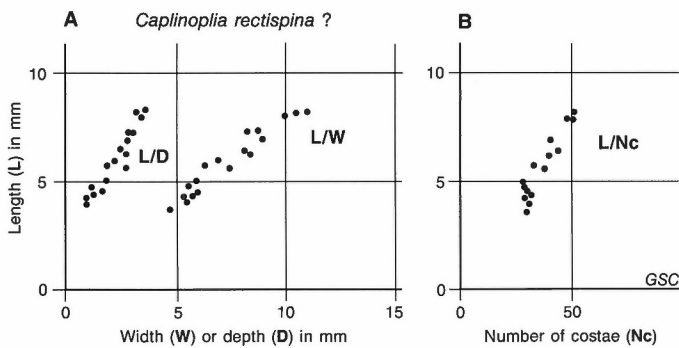 A Caplinoplia rectispina ? B
10 10
Length (L) in mm
L/D L/W L/Nc
5 5
0 0 GSC
0 5 10 15 0 50
Width (W) or depth (D) in mm Number of costae (Nc)